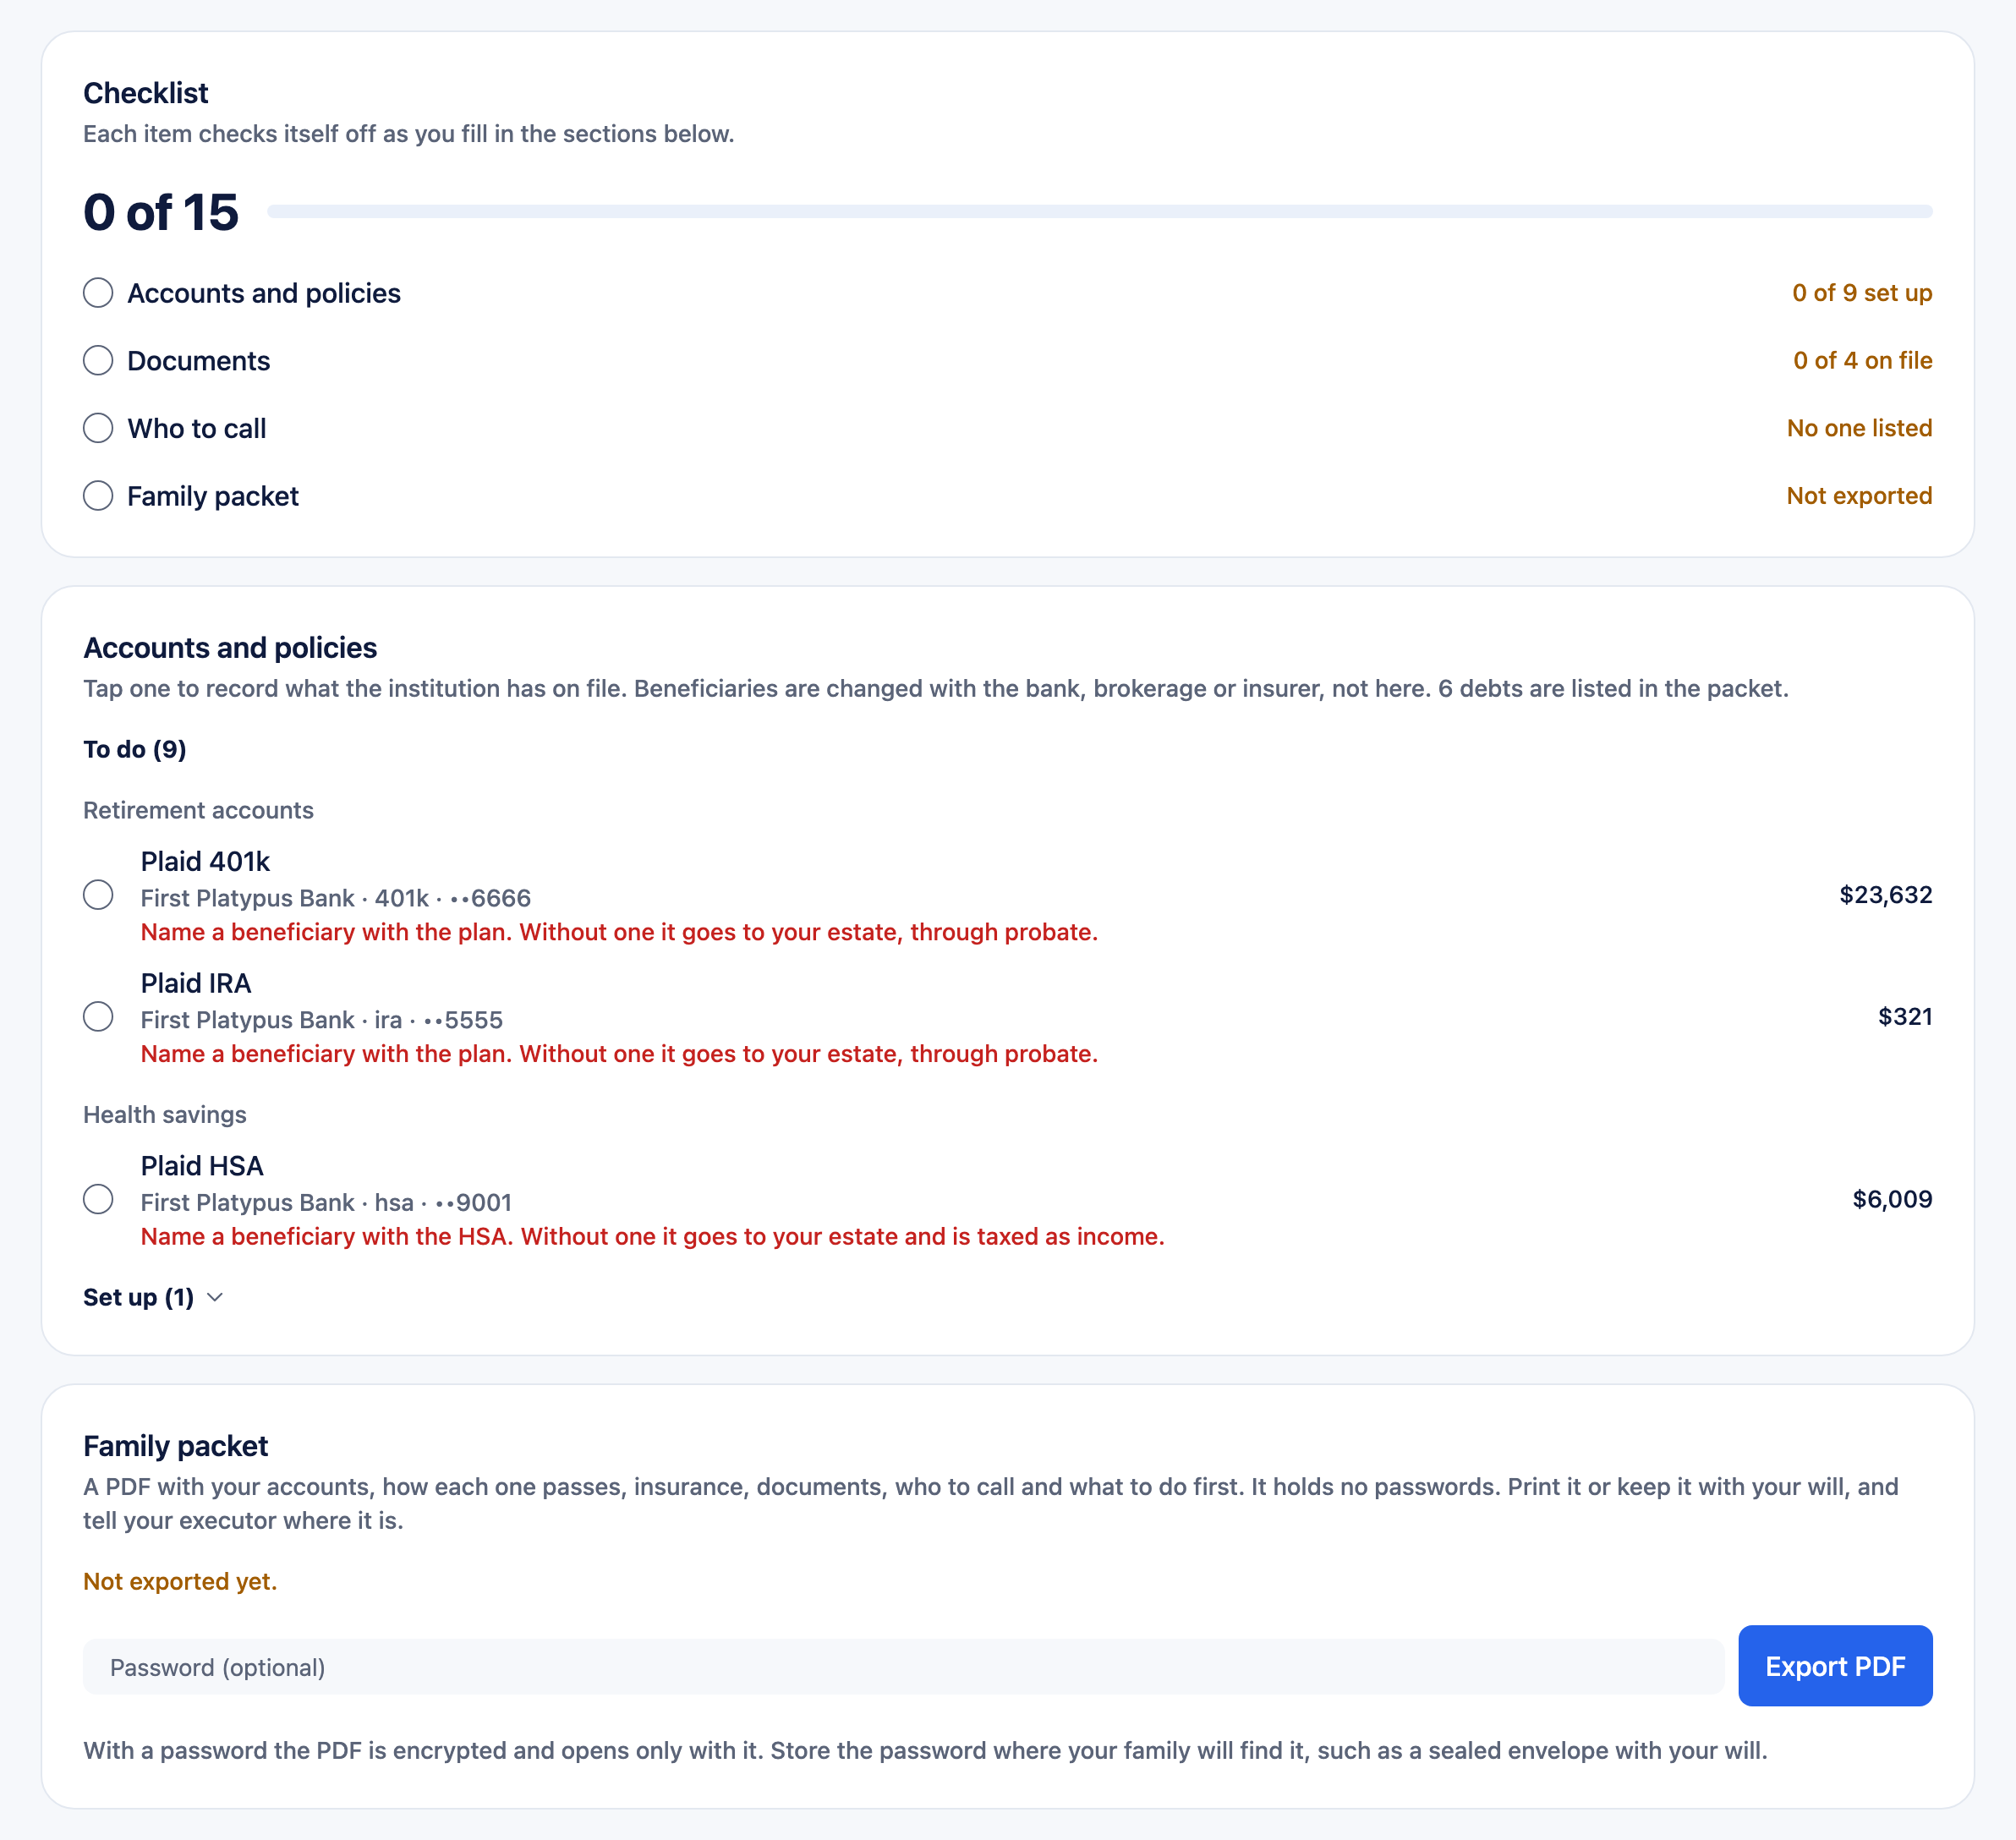 Checklist
Each item checks itself off as you fill in the sections below.
0 of 15
Accounts and policies
0 of 9 set up
Documents
0 of 4 on file
Who to call
No one listed
Family packet
Not exported
Accounts and policies
Tap one to record what the institution has on file. Beneficiaries are changed with the bank, brokerage or insurer, not here. 6 debts are listed in the packet.
To do (9)
Retirement accounts
Plaid 401k
First Platypus Bank · 401k · ••6666
Name a beneficiary with the plan. Without one it goes to your estate, through probate.
$23,632
Plaid IRA
First Platypus Bank · ira · ••5555
Name a beneficiary with the plan. Without one it goes to your estate, through probate.
$321
Health savings
Plaid HSA
First Platypus Bank · hsa · ••9001
Name a beneficiary with the HSA. Without one it goes to your estate and is taxed as income.
$6,009
Set up (1)
Family packet
A PDF with your accounts, how each one passes, insurance, documents, who to call and what to do first. It holds no passwords. Print it or keep it with your will, and
tell your executor where it is.
Not exported yet.
Password (optional)
Export PDF
With a password the PDF is encrypted and opens only with it. Store the password where your family will find it, such as a sealed envelope with your will.